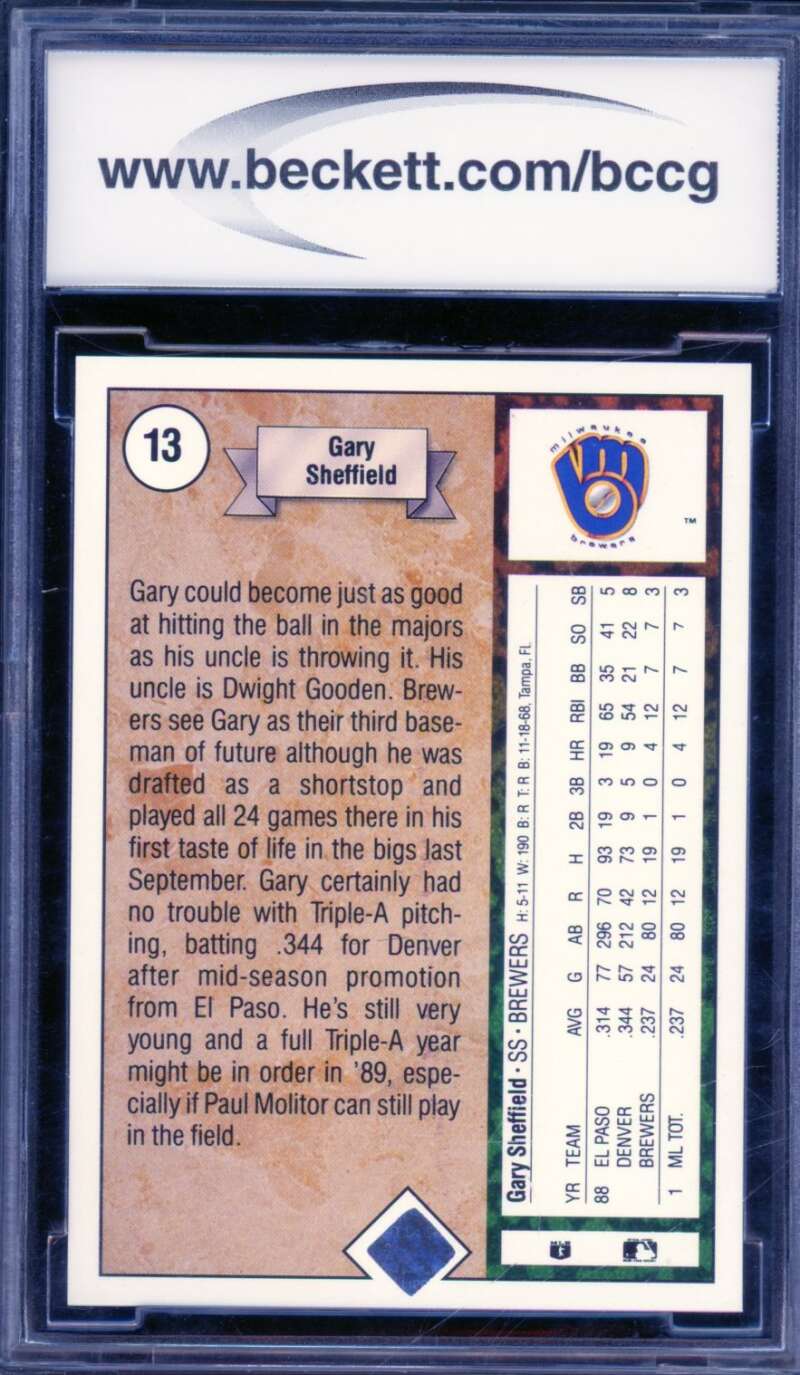 www.beckett.com/bccg
13
Gary
Sheffield
milwaukee
brewers
TM
Gary could become just as good
at hitting the ball in the majors
as his uncle is throwing it. His
uncle is Dwight Gooden. Brew-
ers see Gary as their third base-
man of future although he was
drafted as a shortstop and
played all 24 games there in his
first taste of life in the bigs last
September. Gary certainly had
no trouble with Triple-A pitch-
ing, batting .344 for Denver
after mid-season promotion
from El Paso. He's still very
young and a full Triple-A year
might be in order in '89, espe-
cially if Paul Molitor can still play
in the field.
Gary Sheffield · SS · BREWERS H: 5-11 W: 190 B: R T: R B: 11-18-68, Tampa, FL
YR TEAM AVG G AB R H 2B 3B HR RBI BB SO SB
88 EL PASO .314 77 296 70 93 19 3 19 65 35 41 5
DENVER .344 57 212 42 73 9 5 9 54 21 22 8
BREWERS .237 24 80 12 19 1 0 4 12 7 7 3
1 ML TOT. .237 24 80 12 19 1 0 4 12 7 7 3